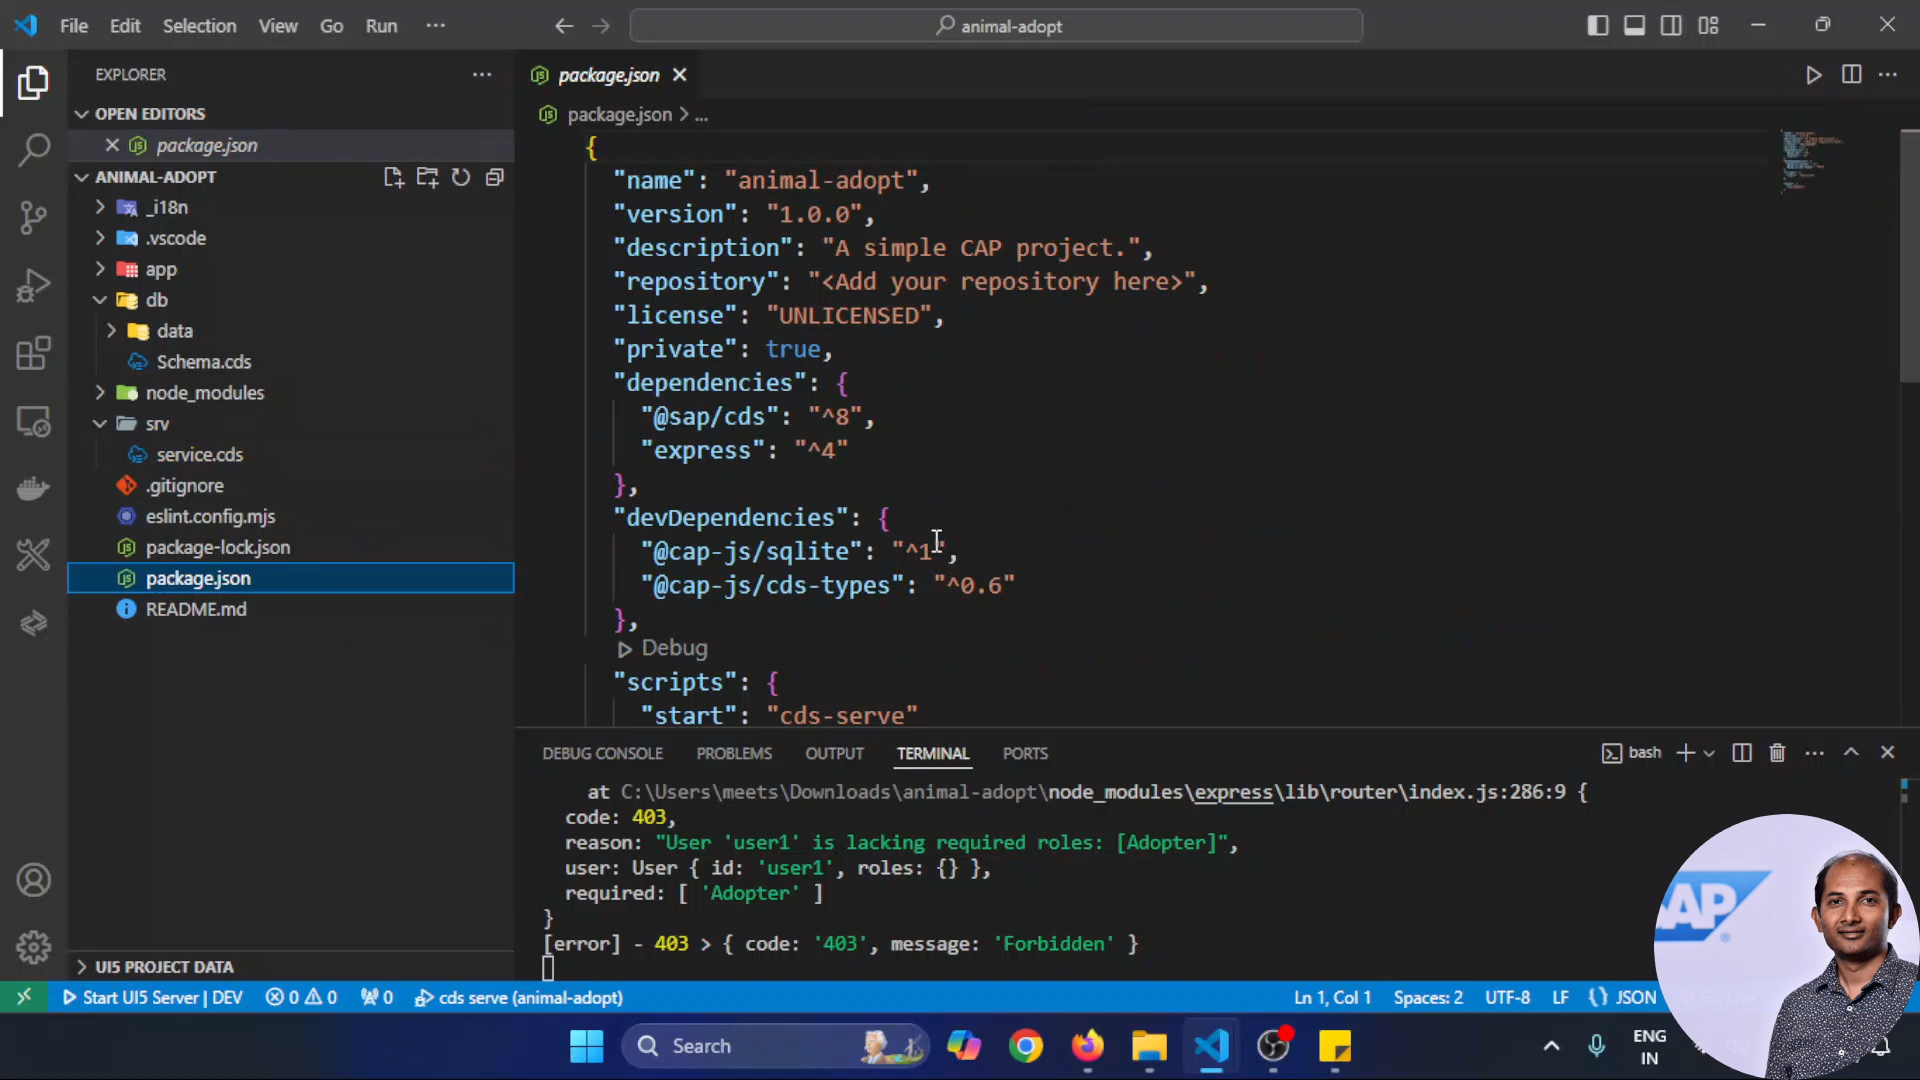 File Edit Selection View Go Run ···
animal-adopt
EXPLORER
OPEN EDITORS
package.json
ANIMAL-ADOPT
_i18n
.vscode
app
db
data
Schema.cds
node_modules
srv
service.cds
.gitignore
eslint.config.mjs
package-lock.json
package.json
README.md
UI5 PROJECT DATA
package.json
package.json > ...
{
"name": "animal-adopt",
"version": "1.0.0",
"description": "A simple CAP project.",
"repository": "<Add your repository here>",
"license": "UNLICENSED",
"private": true,
"dependencies": {
"@sap/cds": "^8",
"express": "^4"
},
"devDependencies": {
"@cap-js/sqlite": "^1",
"@cap-js/cds-types": "^0.6"
},
Debug
"scripts": {
"start": "cds-serve"
DEBUG CONSOLE PROBLEMS OUTPUT TERMINAL PORTS
bash
at C:\Users\meets\Downloads\animal-adopt\node_modules\express\lib\router\index.js:286:9 {
code: 403,
reason: "User 'user1' is lacking required roles: [Adopter]",
user: User { id: 'user1', roles: {} },
required: [ 'Adopter' ]
}
[error] - 403 > { code: '403', message: 'Forbidden' }
Start UI5 Server | DEV 0 0 0 cds serve (animal-adopt) Ln 1, Col 1 Spaces: 2 UTF-8 LF {} JSON
Search
ENG
IN